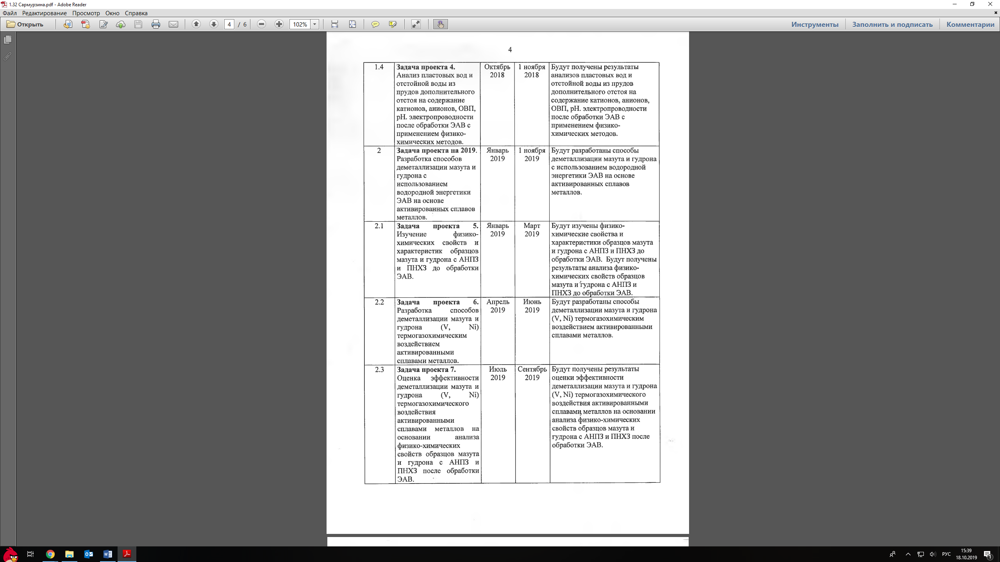 1.32 Сармурзина.pdf - Adobe Reader
Файл Редактирование Просмотр Окно Справка
Открыть 4 / 6 102% Инструменты Заполнить и подписать Комментарии
4
1.4
Задача проекта 4.
Анализ пластовых вод и
отстойной воды из
прудов дополнительного
отстоя на содержание
катионов, анионов, ОВП,
рН. электропроводности
после обработки ЭАВ с
применением физико-
химических методов.
Октябрь
2018
1 ноября
2018
Будут получены результаты
анализов пластовых вод и
отстойной воды из прудов
дополнительного отстоя на
содержание катионов, анионов,
ОВП, рН. электропроводности
после обработки ЭАВ с
применением физико-
химических методов.
2
Задача проекта на 2019.
Разработка способов
деметаллизации мазута и
гудрона с
использованием
водородной энергетики
ЭАВ на основе
активированных сплавов
металлов.
Январь
2019
1 ноября
2019
Будут разработаны способы
деметаллизации мазута и гудрона
с использованием водородной
энергетики ЭАВ на основе
активированных сплавов
металлов.
2.1
Задача проекта 5.
Изучение физико-
химических свойств и
характеристик образцов
мазута и гудрона с АНПЗ
и ПНХЗ до обработки
ЭАВ.
Январь
2019
Март
2019
Будут изучены физико-
химические свойства и
характеристики образцов мазута
и гудрона с АНПЗ и ПНХЗ до
обработки ЭАВ. Будут получены
результаты анализа физико-
химических свойств образцов
мазута и гудрона с АНПЗ и
ПНХЗ до обработки ЭАВ.
2.2
Задача проекта 6.
Разработка способов
деметаллизации мазута и
гудрона (V, Ni)
термогазохимическим
воздействием
активированными
сплавами металлов.
Апрель
2019
Июнь
2019
Будут разработаны способы
деметаллизации мазута и гудрона
(V, Ni) термогазохимическим
воздействием активированными
сплавами металлов.
2.3
Задача проекта 7.
Оценка эффективности
деметаллизации мазута и
гудрона (V, Ni)
термогазохимического
воздействия
активированными
сплавами металлов на
основании анализа
физико-химических
свойств образцов мазута
и гудрона с АНПЗ и
ПНХЗ после обработки
ЭАВ.
Июль
2019
Сентябрь
2019
Будут получены результаты
оценки эффективности
деметаллизации мазута и гудрона
(V, Ni) термогазохимического
воздействия активированными
сплавами металлов на основании
анализа физико-химических
свойств образцов мазута и
гудрона с АНПЗ и ПНХЗ после
обработки ЭАВ.
РУС
15:39
18.10.2019
1